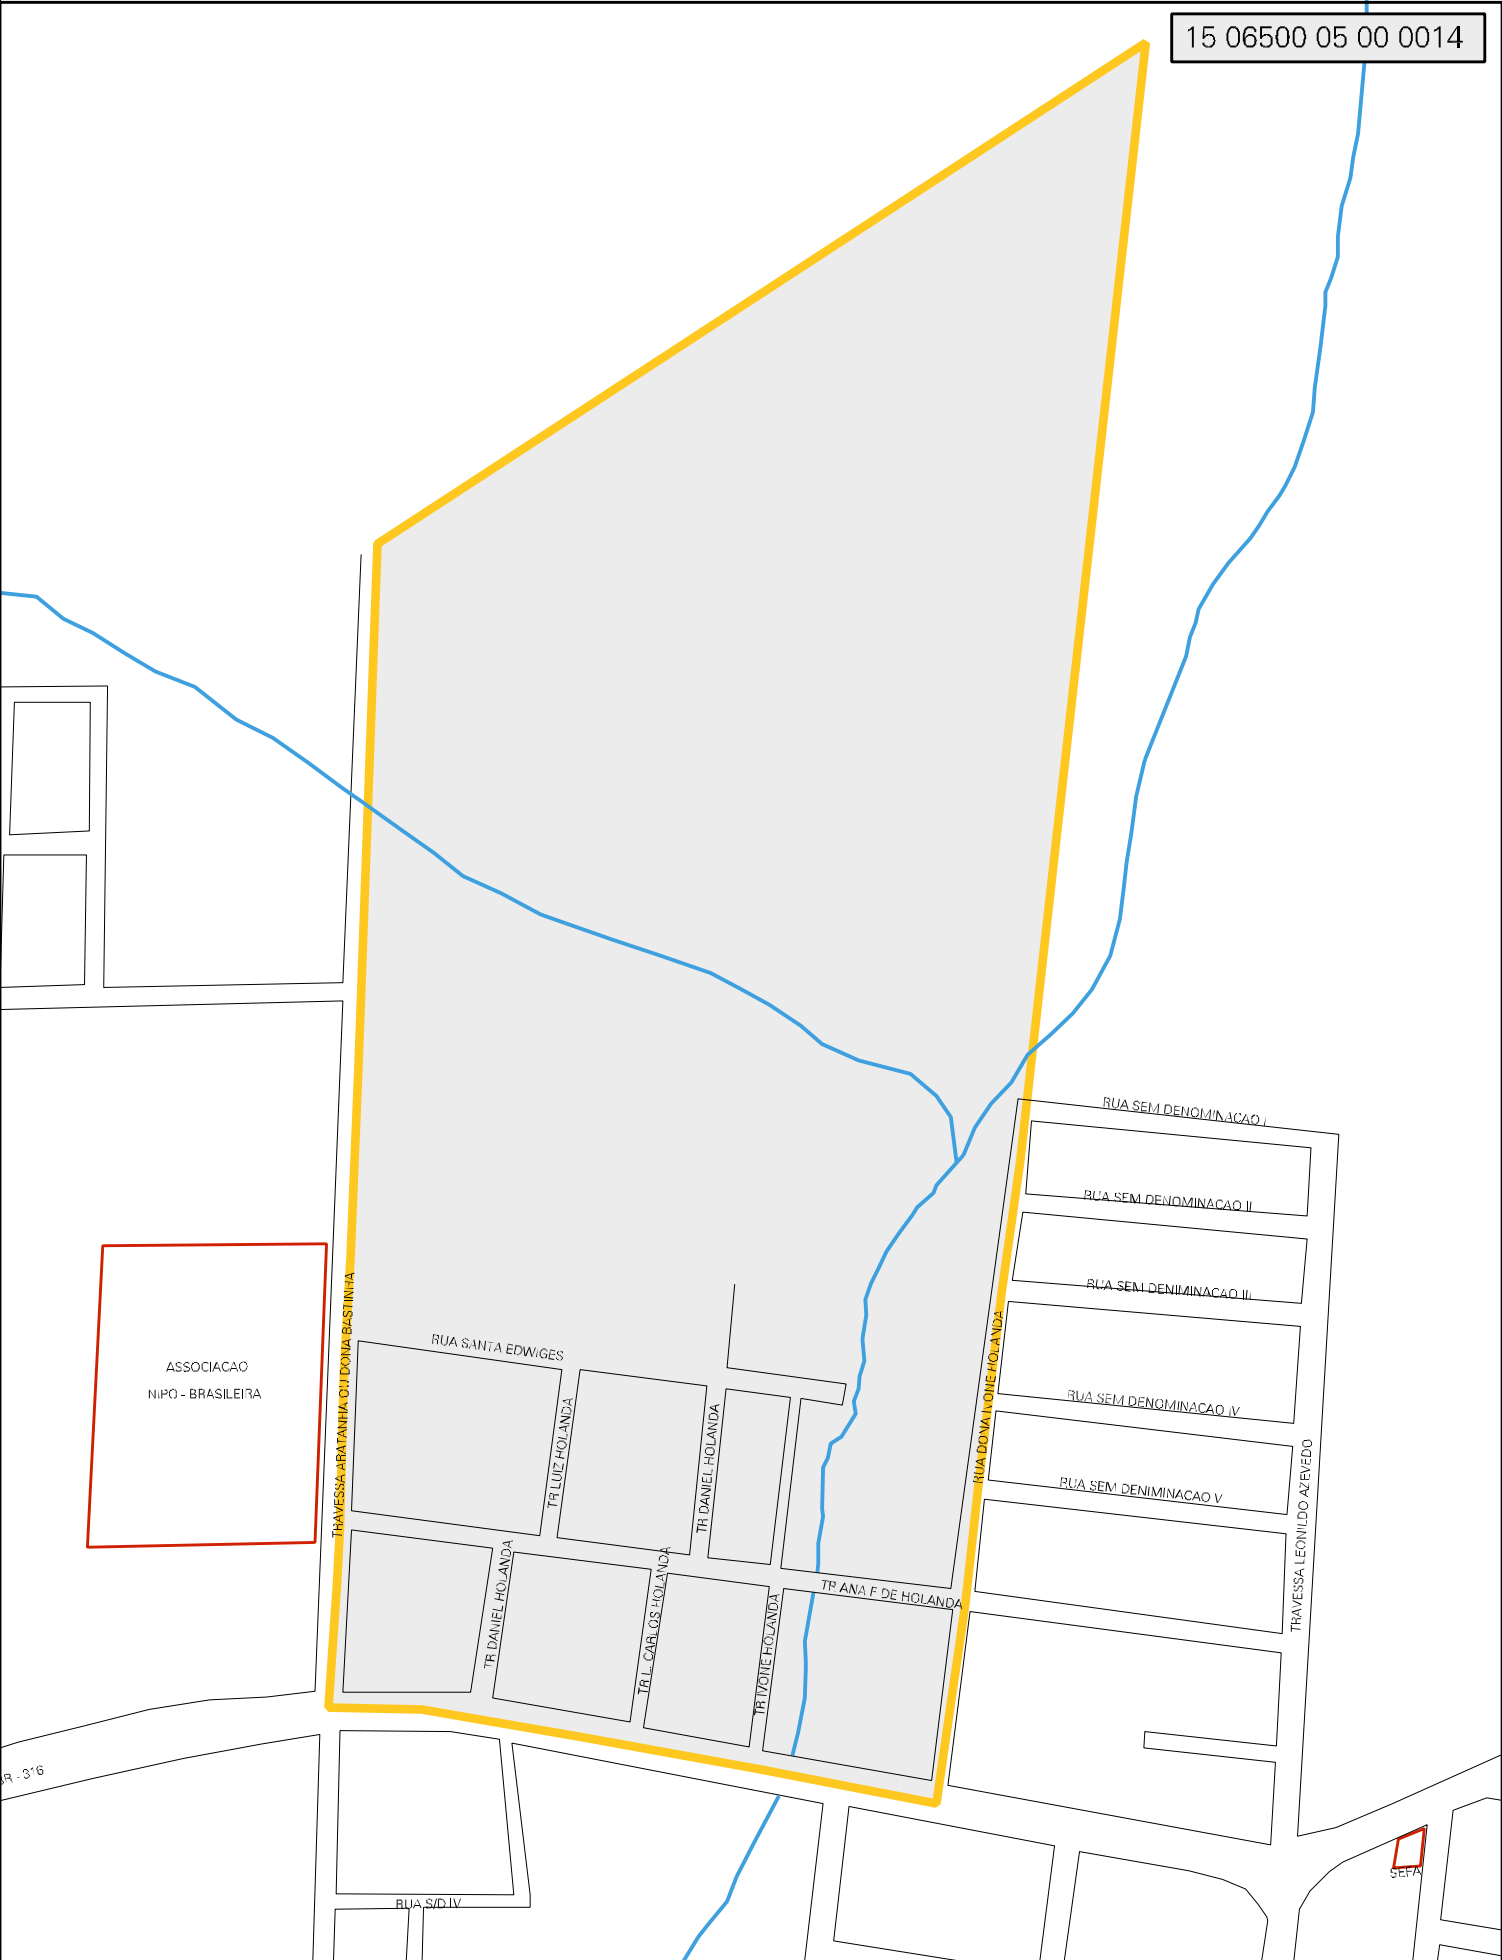 15 06500 05 00 0014
RUA SEM DENOMINACAO I
RUA SEM DENOMINACAO II
RUA SEM DENIMINACAO III
RUA SEM DENOMINACAO IV
RUA SEM DENIMINACAO V
TRAVESSA LEONILDO AZEVEDO
RUA DONA IVONE HOLANDA
TRAVESSA ARATANHA OU DONA BASTINHA
ASSOCIACAO
NIPO - BRASILEIRA
RUA SANTA EDWIGES
TR LUIZ HOLANDA
TR DANIEL HOLANDA
TR ANA F DE HOLANDA
TR DANIEL HOLANDA
TR L. CARLOS HOLANDA
TR IVONE HOLANDA
BR - 316
RUA S/D IV
SEFA